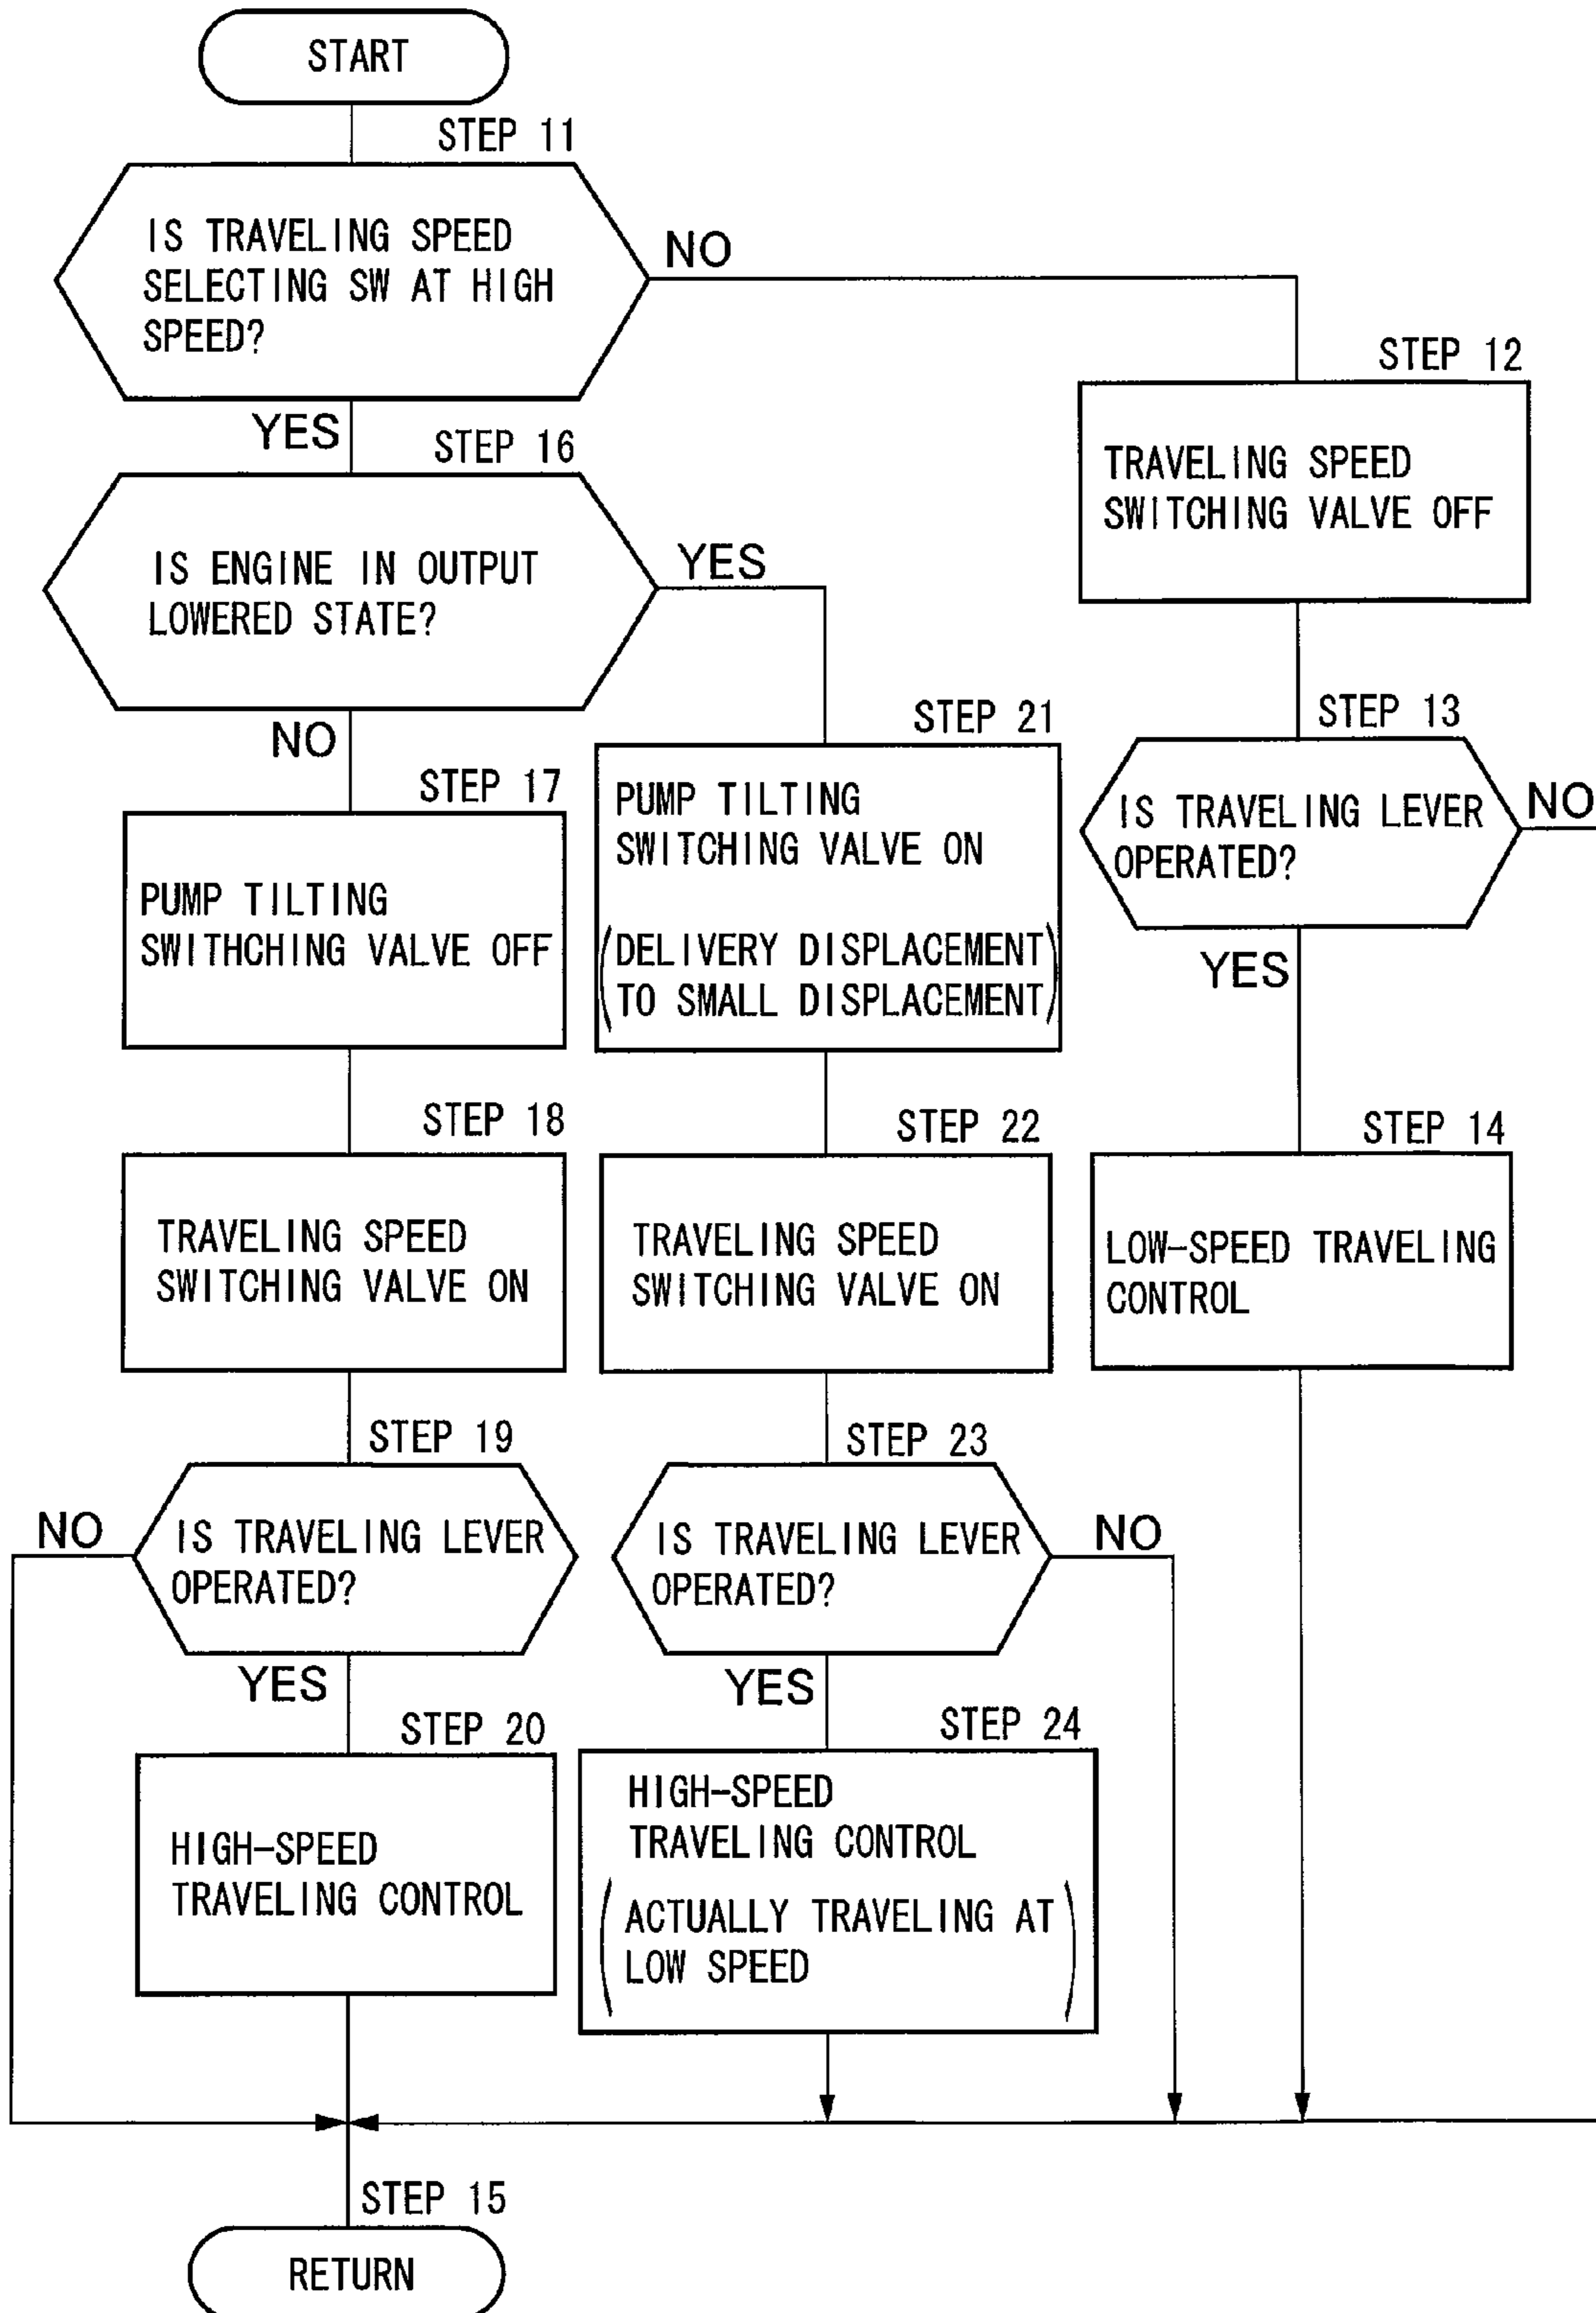 START
STEP 11
IS TRAVELING SPEED
SELECTING SW AT HIGH
SPEED?
NO
YES
STEP 12
TRAVELING SPEED
SWITCHING VALVE OFF
STEP 13
IS TRAVELING LEVER
OPERATED?
NO
YES
STEP 14
LOW-SPEED TRAVELING
CONTROL
STEP 16
IS ENGINE IN OUTPUT
LOWERED STATE?
YES
NO
STEP 17
PUMP TILTING
SWITHCHING VALVE OFF
STEP 18
TRAVELING SPEED
SWITCHING VALVE ON
STEP 19
IS TRAVELING LEVER
OPERATED?
NO
YES
STEP 20
HIGH-SPEED
TRAVELING CONTROL
STEP 21
PUMP TILTING
SWITCHING VALVE ON
(DELIVERY DISPLACEMENT
TO SMALL DISPLACEMENT)
STEP 22
TRAVELING SPEED
SWITCHING VALVE ON
STEP 23
IS TRAVELING LEVER
OPERATED?
NO
YES
STEP 24
HIGH-SPEED
TRAVELING CONTROL
(ACTUALLY TRAVELING AT
LOW SPEED)
STEP 15
RETURN